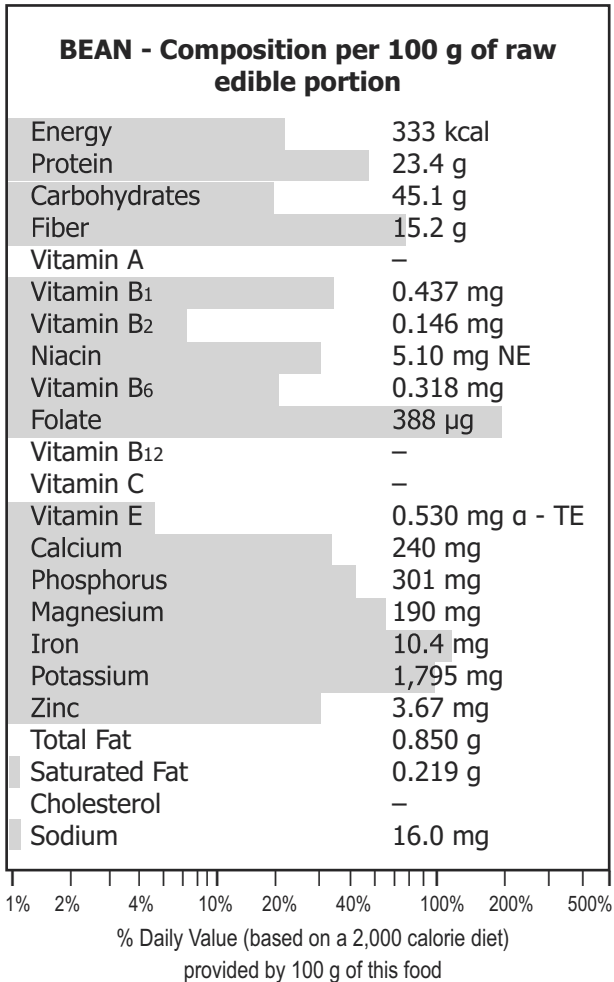 BEAN - Composition per 100 g of raw
edible portion
Energy 333 kcal
Protein 23.4 g
Carbohydrates 45.1 g
Fiber 15.2 g
Vitamin A –
Vitamin B1 0.437 mg
Vitamin B2 0.146 mg
Niacin 5.10 mg NE
Vitamin B6 0.318 mg
Folate 388 µg
Vitamin B12 –
Vitamin C –
Vitamin E 0.530 mg α - TE
Calcium 240 mg
Phosphorus 301 mg
Magnesium 190 mg
Iron 10.4 mg
Potassium 1,795 mg
Zinc 3.67 mg
Total Fat 0.850 g
Saturated Fat 0.219 g
Cholesterol –
Sodium 16.0 mg
1% 2% 4% 10% 20% 40% 100% 200% 500%
% Daily Value (based on a 2,000 calorie diet)
provided by 100 g of this food